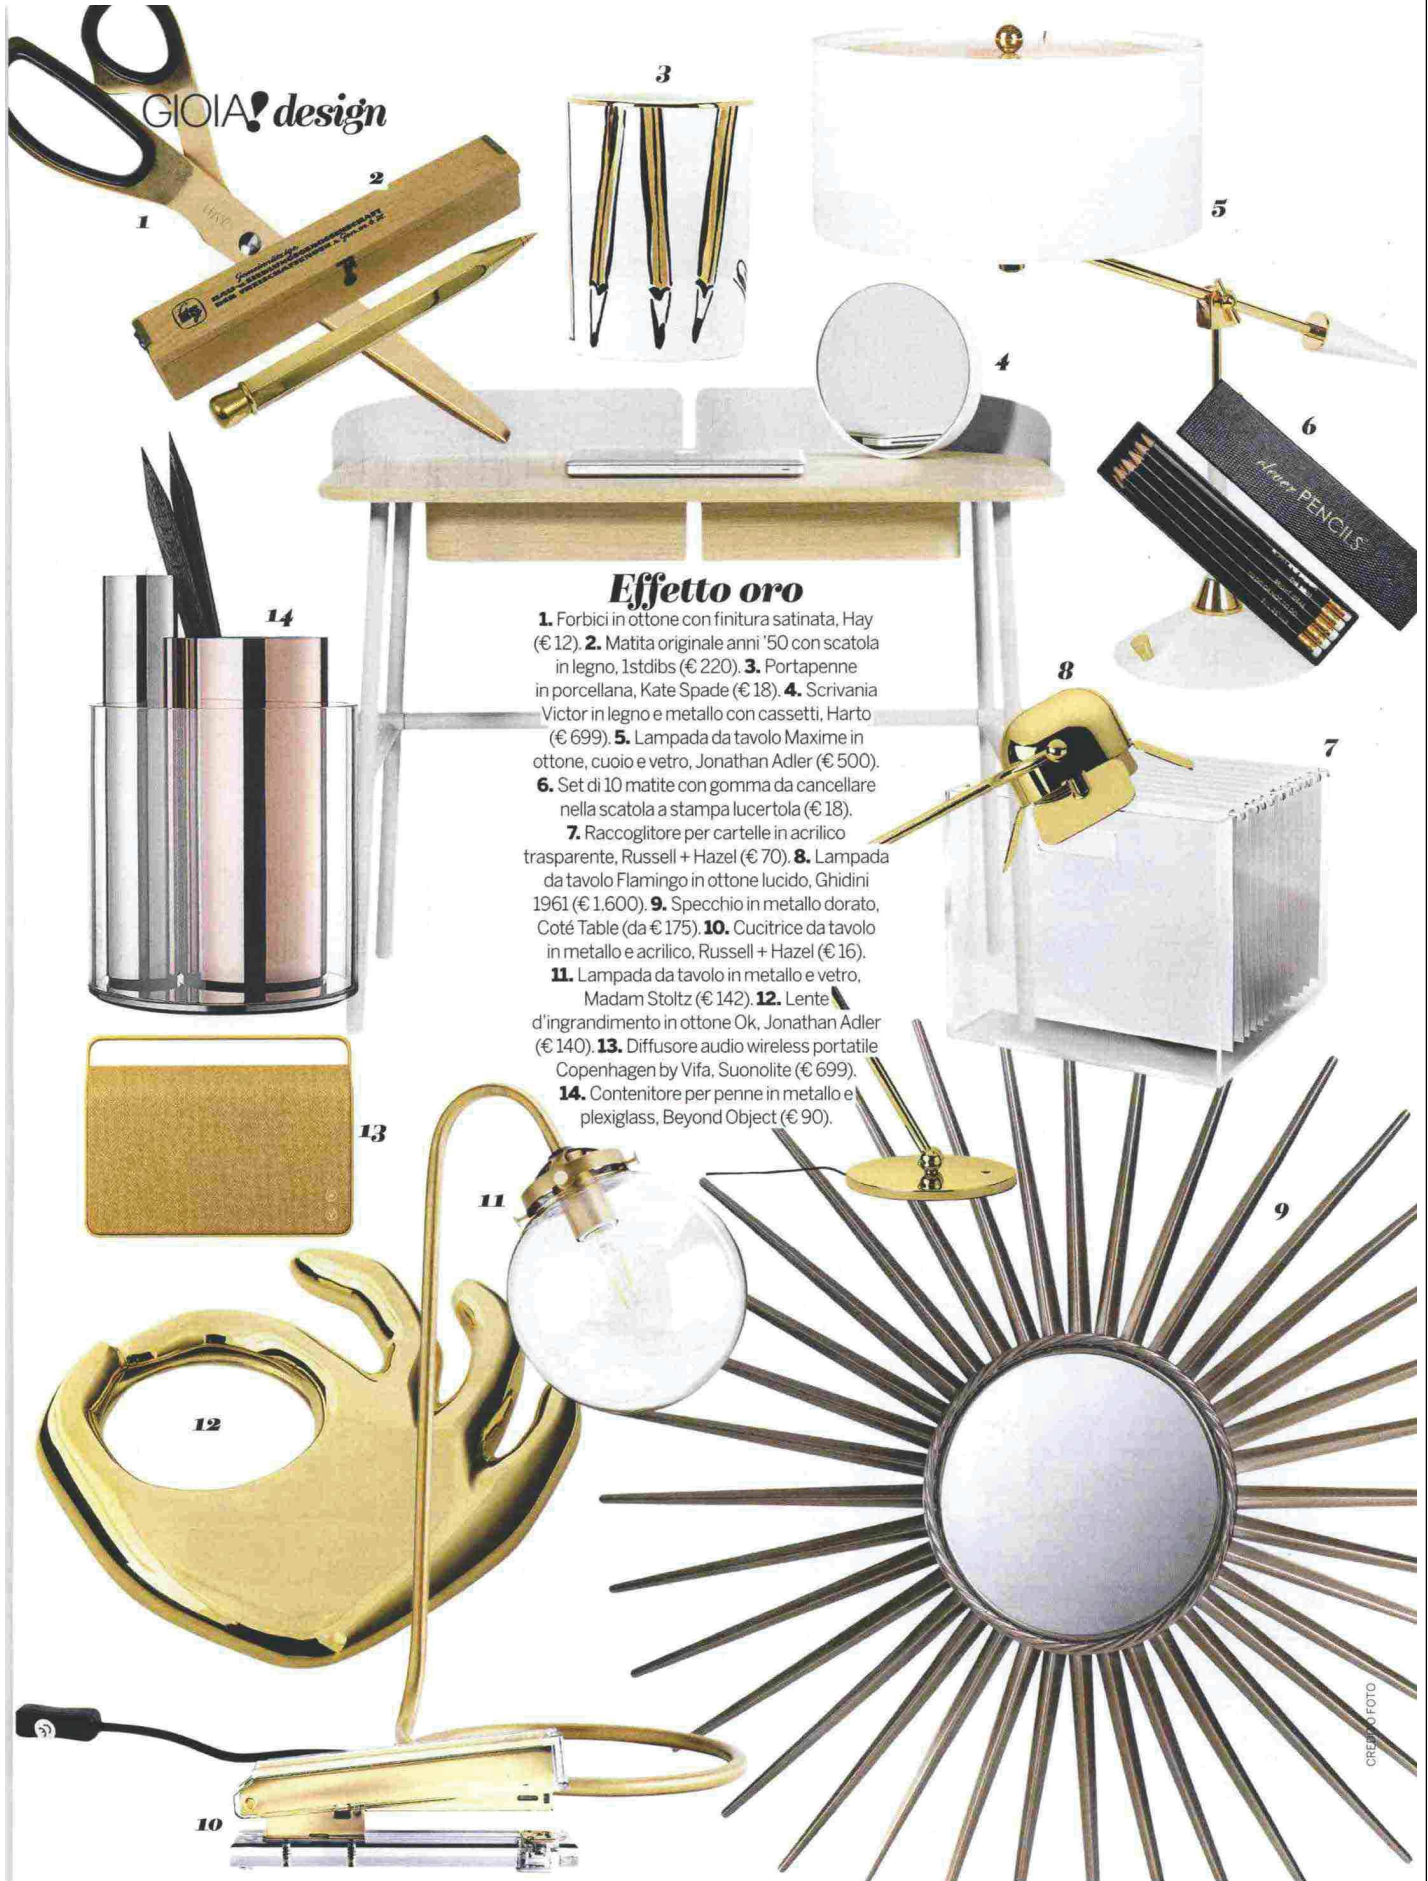 GIOIA! design
3
2
1
5
4
6
clever PENCILS
14
8
7
Effetto oro
1. Forbici in ottone con finitura satinata, Hay
(€ 12). 2. Matita originale anni '50 con scatola
in legno, 1stdibs (€ 220). 3. Portapenne
in porcellana, Kate Spade (€ 18). 4. Scrivania
Victor in legno e metallo con cassetti, Harto
(€ 699). 5. Lampada da tavolo Maxime in
ottone, cuoio e vetro, Jonathan Adler (€ 500).
6. Set di 10 matite con gomma da cancellare
nella scatola a stampa lucertola (€ 18).
7. Raccoglitore per cartelle in acrilico
trasparente, Russell + Hazel (€ 70). 8. Lampada
da tavolo Flamingo in ottone lucido, Ghidini
1961 (€ 1.600). 9. Specchio in metallo dorato,
Coté Table (da € 175). 10. Cucitrice da tavolo
in metallo e acrilico, Russell + Hazel (€ 16).
11. Lampada da tavolo in metallo e vetro,
Madam Stoltz (€ 142). 12. Lente
d'ingrandimento in ottone Ok, Jonathan Adler
(€ 140). 13. Diffusore audio wireless portatile
Copenhagen by Vifa, Suonolite (€ 699).
14. Contenitore per penne in metallo e
plexiglass, Beyond Object (€ 90).
13
11
9
12
10
CREDITO FOTO